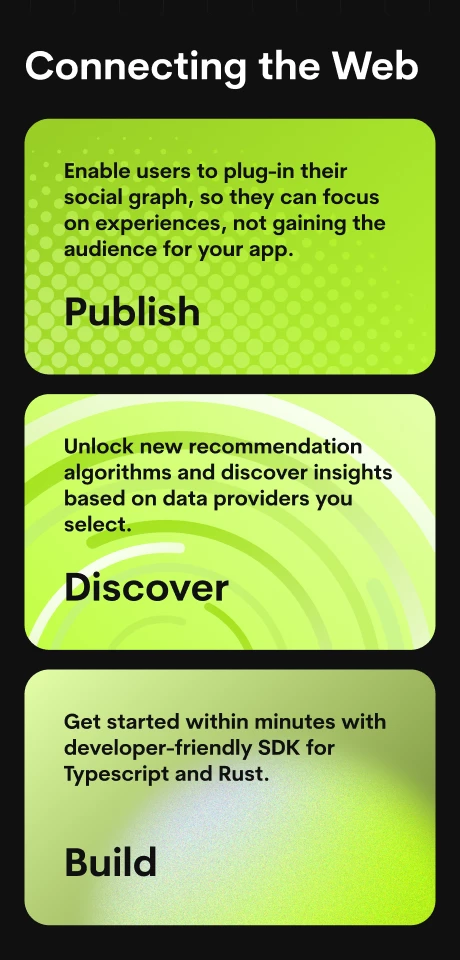 Connecting the Web
Enable users to plug-in their
social graph, so they can focus
on experiences, not gaining the
audience for your app.
Publish
Unlock new recommendation
algorithms and discover insights
based on data providers you
select.
Discover
Get started within minutes with
developer-friendly SDK for
Typescript and Rust.
Build